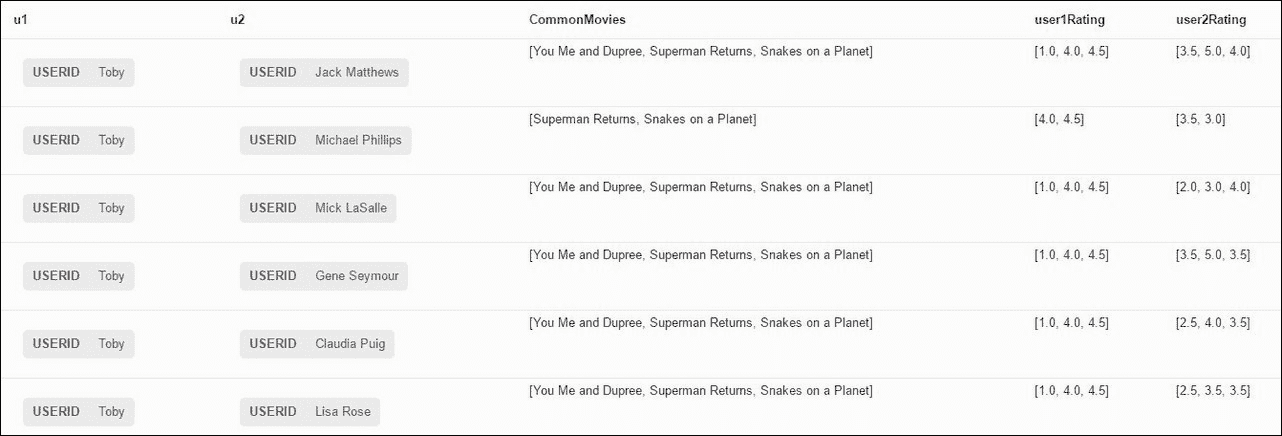 u1 u2 CommonMovies user1Rating user2Rating
[You Me and Dupree, Superman Returns, Snakes on a Planet] [1.0, 4.0, 4.5] [3.5, 5.0, 4.0]
USERID Toby USERID Jack Matthews
[Superman Returns, Snakes on a Planet] [4.0, 4.5] [3.5, 3.0]
USERID Toby USERID Michael Phillips
[You Me and Dupree, Superman Returns, Snakes on a Planet] [1.0, 4.0, 4.5] [2.0, 3.0, 4.0]
USERID Toby USERID Mick LaSalle
[You Me and Dupree, Superman Returns, Snakes on a Planet] [1.0, 4.0, 4.5] [3.5, 5.0, 3.5]
USERID Toby USERID Gene Seymour
[You Me and Dupree, Superman Returns, Snakes on a Planet] [1.0, 4.0, 4.5] [2.5, 4.0, 3.5]
USERID Toby USERID Claudia Puig
[You Me and Dupree, Superman Returns, Snakes on a Planet] [1.0, 4.0, 4.5] [2.5, 3.5, 3.5]
USERID Toby USERID Lisa Rose